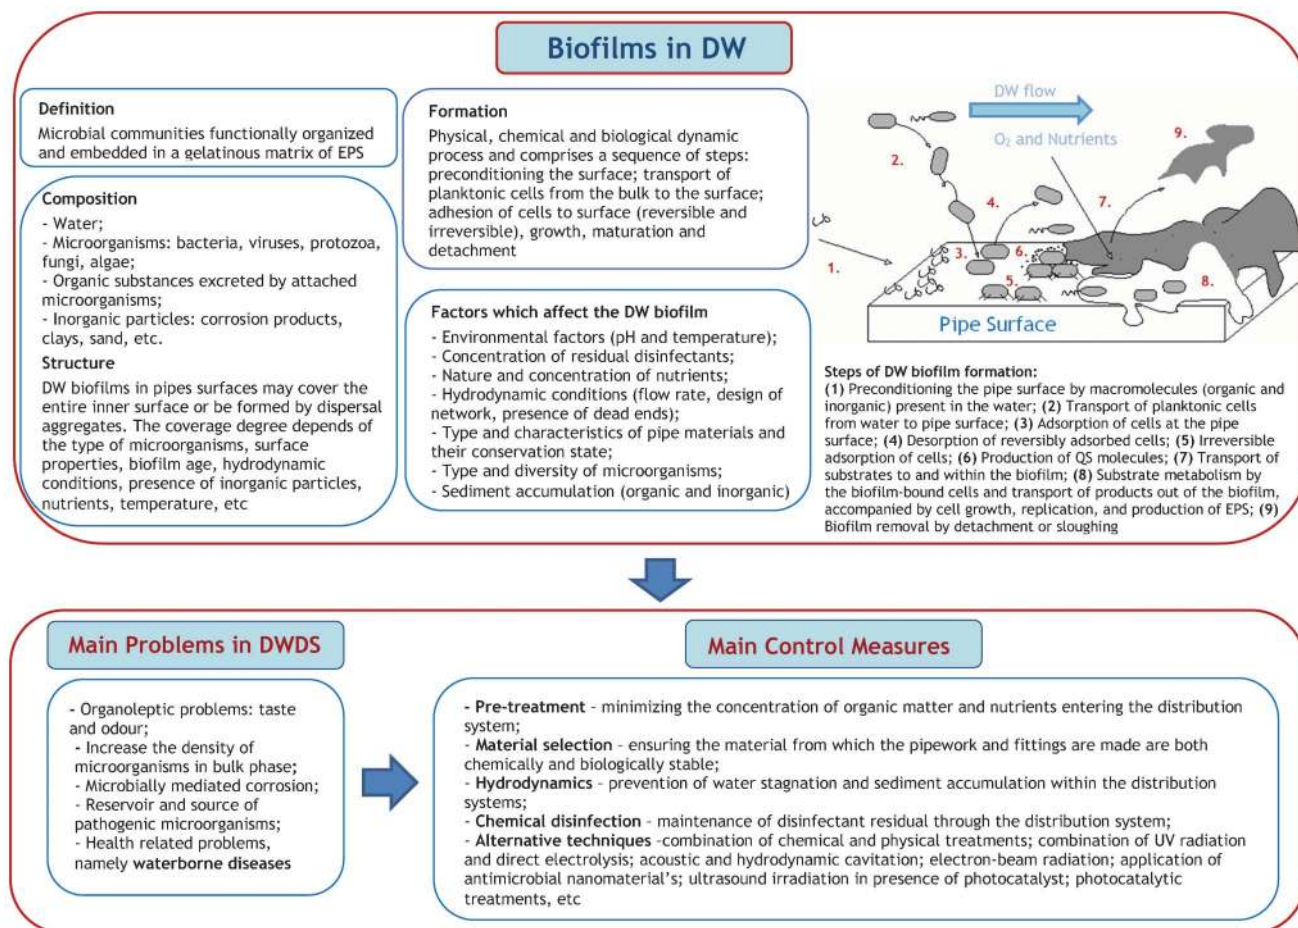 Biofilms in DW
Definition
Microbial communities functionally organized
and embedded in a gelatinous matrix of EPS
Composition
- Water;
- Microorganisms: bacteria, viruses, protozoa,
fungi, algae;
- Organic substances excreted by attached
microorganisms;
- Inorganic particles: corrosion products,
clays, sand, etc.
Structure
DW biofilms in pipes surfaces may cover the
entire inner surface or be formed by dispersal
aggregates. The coverage degree depends of
the type of microorganisms, surface
properties, biofilm age, hydrodynamic
conditions, presence of inorganic particles,
nutrients, temperature, etc
Formation
Physical, chemical and biological dynamic
process and comprises a sequence of steps:
preconditioning the surface; transport of
planktonic cells from the bulk to the surface;
adhesion of cells to surface (reversible and
irreversible), growth, maturation and
detachment
Factors which affect the DW biofilm
- Environmental factors (pH and temperature);
- Concentration of residual disinfectants;
- Nature and concentration of nutrients;
- Hydrodynamic conditions (flow rate, design of
network, presence of dead ends);
- Type and characteristics of pipe materials and
their conservation state;
- Type and diversity of microorganisms;
- Sediment accumulation (organic and inorganic)
DW flow
O₂ and Nutrients
1.
2.
3.
4.
5.
6.
7.
8.
9.
Pipe Surface
Steps of DW biofilm formation:
(1) Preconditioning the pipe surface by macromolecules (organic and
inorganic) present in the water; (2) Transport of planktonic cells
from water to pipe surface; (3) Adsorption of cells at the pipe
surface; (4) Desorption of reversibly adsorbed cells; (5) Irreversible
adsorption of cells; (6) Production of QS molecules; (7) Transport of
substrates to and within the biofilm; (8) Substrate metabolism by
the biofilm-bound cells and transport of products out of the biofilm,
accompanied by cell growth, replication, and production of EPS; (9)
Biofilm removal by detachment or sloughing
Main Problems in DWDS
- Organoleptic problems: taste
and odour;
- Increase the density of
microorganisms in bulk phase;
- Microbially mediated corrosion;
- Reservoir and source of
pathogenic microorganisms;
- Health related problems,
namely waterborne diseases
Main Control Measures
- Pre-treatment – minimizing the concentration of organic matter and nutrients entering the distribution
system;
- Material selection – ensuring the material from which the pipework and fittings are made are both
chemically and biologically stable;
- Hydrodynamics – prevention of water stagnation and sediment accumulation within the distribution
systems;
- Chemical disinfection – maintenance of disinfectant residual through the distribution system;
- Alternative techniques –combination of chemical and physical treatments; combination of UV radiation
and direct electrolysis; acoustic and hydrodynamic cavitation; electron-beam radiation; application of
antimicrobial nanomaterial's; ultrasound irradiation in presence of photocatalyst; photocatalytic
treatments, etc